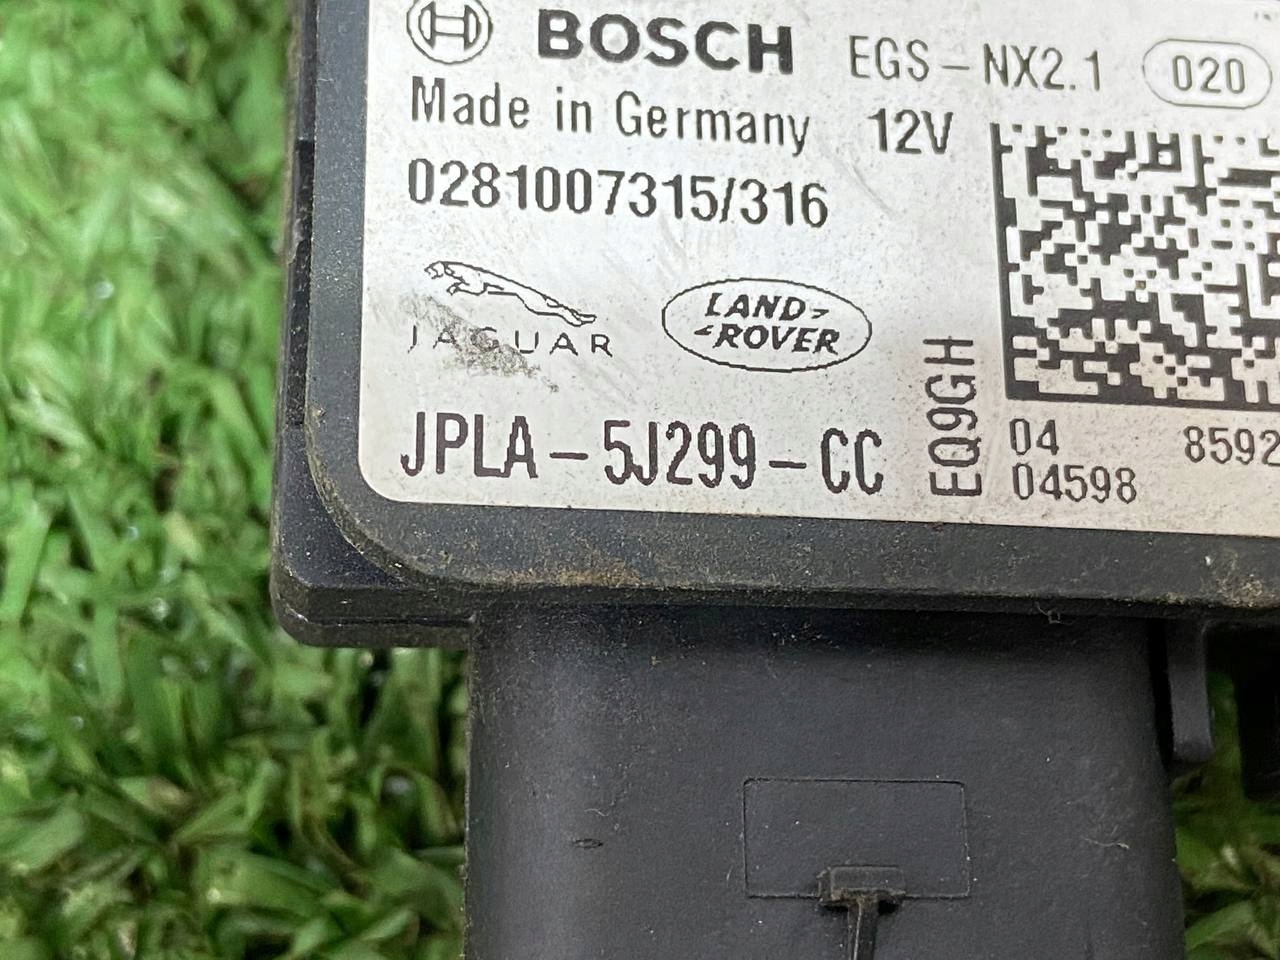 BOSCH EGS-NX2.1 020
Made in Germany 12V
0281007315/316
JAGUAR
LAND
ROVER
JPLA-5J299-CC
EQ9GH
04 8592
04598